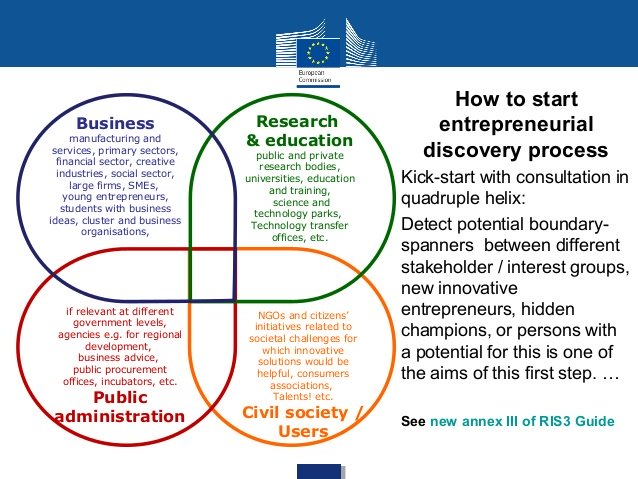 European
Commission
Business
manufacturing and
services, primary sectors,
financial sector, creative
industries, social sector,
large firms, SMEs,
young entrepreneurs,
students with business
ideas, cluster and business
organisations,
Research
& education
public and private
research bodies,
universities, education
and training,
science and
technology parks,
Technology transfer
offices, etc.
if relevant at different
government levels,
agencies e.g. for regional
development,
business advice,
public procurement
offices, incubators, etc.
Public
administration
NGOs and citizens'
initiatives related to
societal challenges for
which innovative
solutions would be
helpful, consumers
associations,
Talents! etc.
Civil society /
Users
How to start
entrepreneurial
discovery process
Kick-start with consultation in
quadruple helix:
Detect potential boundary-
spanners between different
stakeholder / interest groups,
new innovative
entrepreneurs, hidden
champions, or persons with
a potential for this is one of
the aims of this first step. …
See new annex III of RIS3 Guide